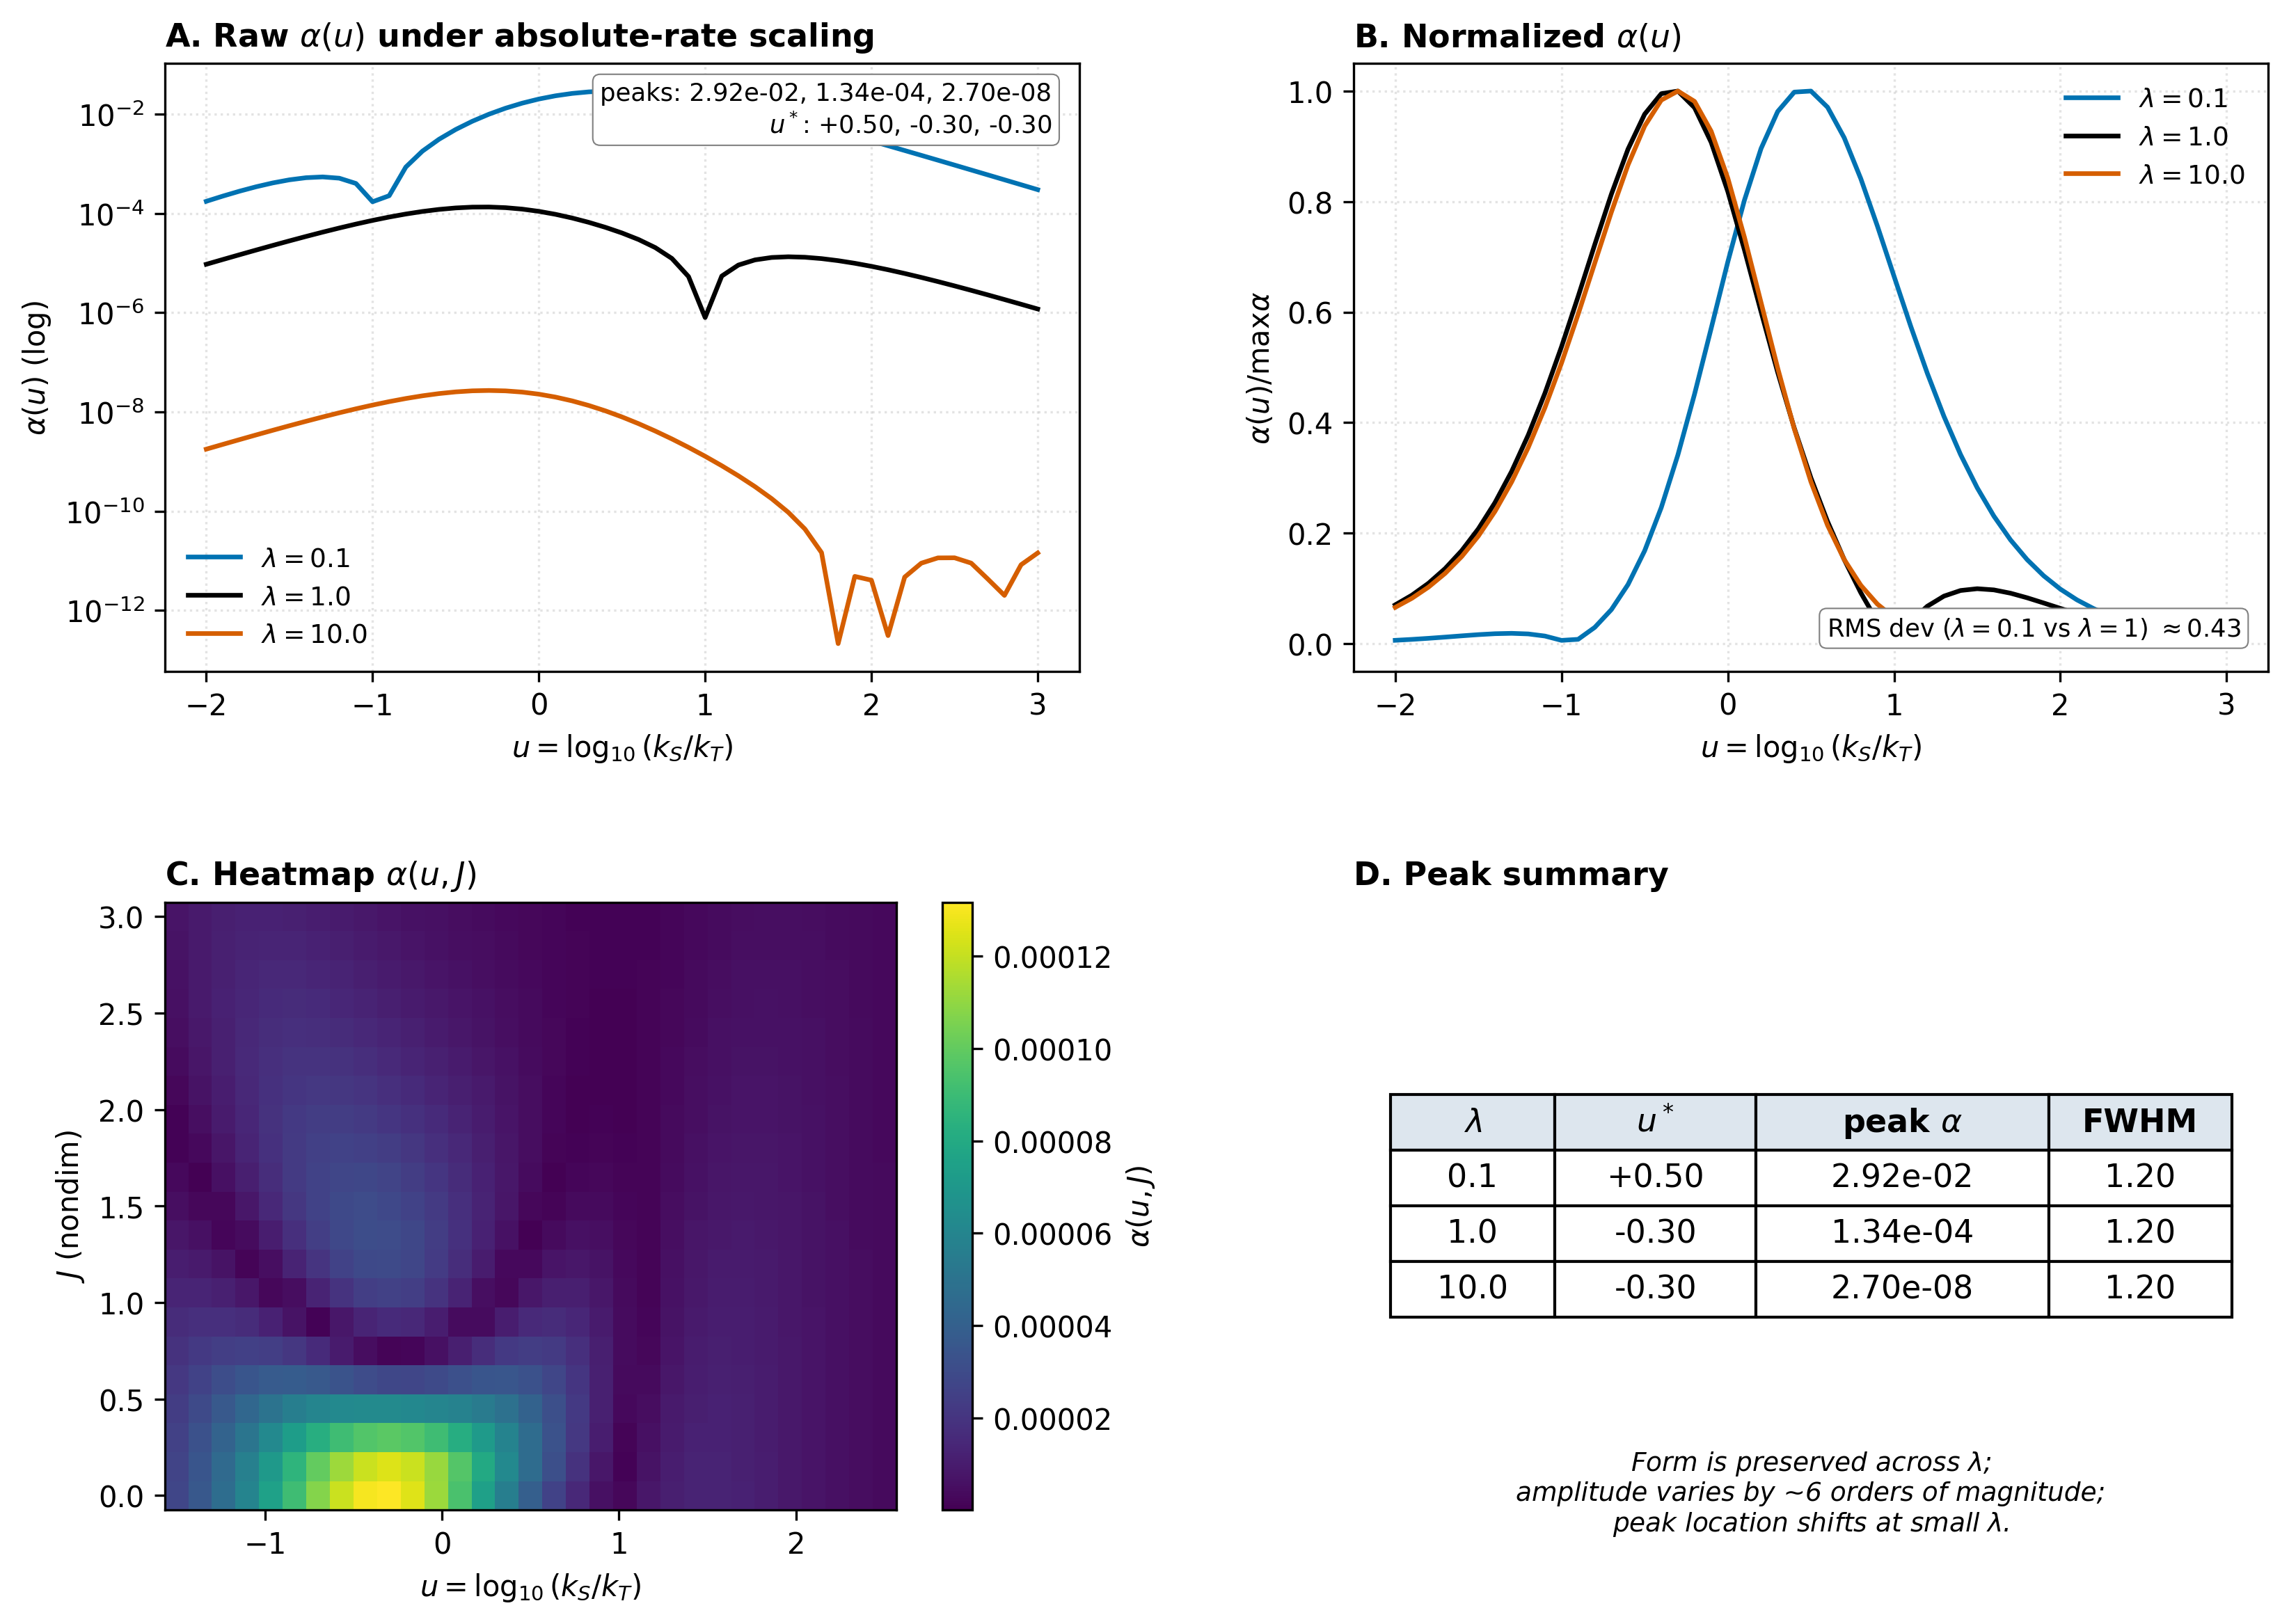 A. Raw α(u) under absolute-rate scaling
peaks: 2.92e-02, 1.34e-04, 2.70e-08
u*: +0.50, -0.30, -0.30
α(u) (log)
10⁻²
10⁻⁴
10⁻⁶
10⁻⁸
10⁻¹⁰
10⁻¹²
λ = 0.1
λ = 1.0
λ = 10.0
−2 −1 0 1 2 3
u = log₁₀ (k_S/k_T)
B. Normalized α(u)
α(u)/maxα
1.0
0.8
0.6
0.4
0.2
0.0
λ = 0.1
λ = 1.0
λ = 10.0
RMS dev (λ = 0.1 vs λ = 1) ≈0.43
−2 −1 0 1 2 3
u = log₁₀ (k_S/k_T)
C. Heatmap α(u, J)
J (nondim)
3.0
2.5
2.0
1.5
1.0
0.5
0.0
−1 0 1 2
u = log₁₀ (k_S/k_T)
0.00012
0.00010
0.00008
0.00006
0.00004
0.00002
α(u, J)
D. Peak summary
λ u* peak α FWHM
0.1 +0.50 2.92e-02 1.20
1.0 -0.30 1.34e-04 1.20
10.0 -0.30 2.70e-08 1.20
Form is preserved across λ;
amplitude varies by ~6 orders of magnitude;
peak location shifts at small λ.